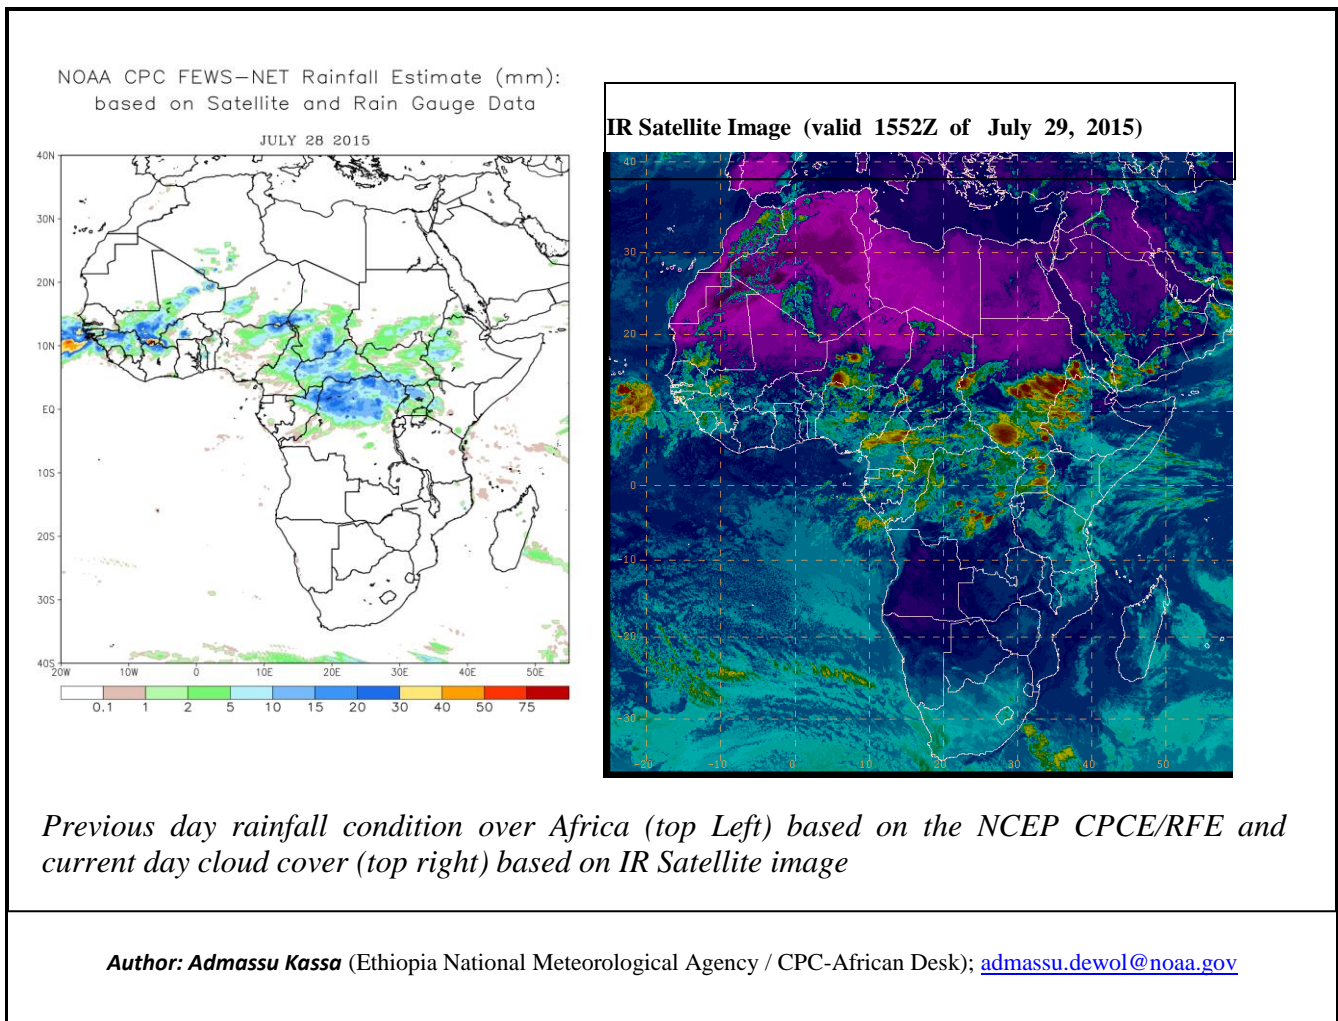 NOAA CPC FEWS-NET Rainfall Estimate (mm):
based on Satellite and Rain Gauge Data
JULY 28 2015
40N
30N
20N
10N
EQ
10S
20S
30S
40S
20W 10W 0 10E 20E 30E 40E 50E
0.1 1 2 5 10 15 20 30 40 50 75
IR Satellite Image (valid 1552Z of July 29, 2015)
40
30
20
0
-10
-20
-30
-20 -10 0 10 20 30 40 50
Previous day rainfall condition over Africa (top Left) based on the NCEP CPCE/RFE and
current day cloud cover (top right) based on IR Satellite image
Author: Admassu Kassa (Ethiopia National Meteorological Agency / CPC-African Desk); admassu.dewol@noaa.gov